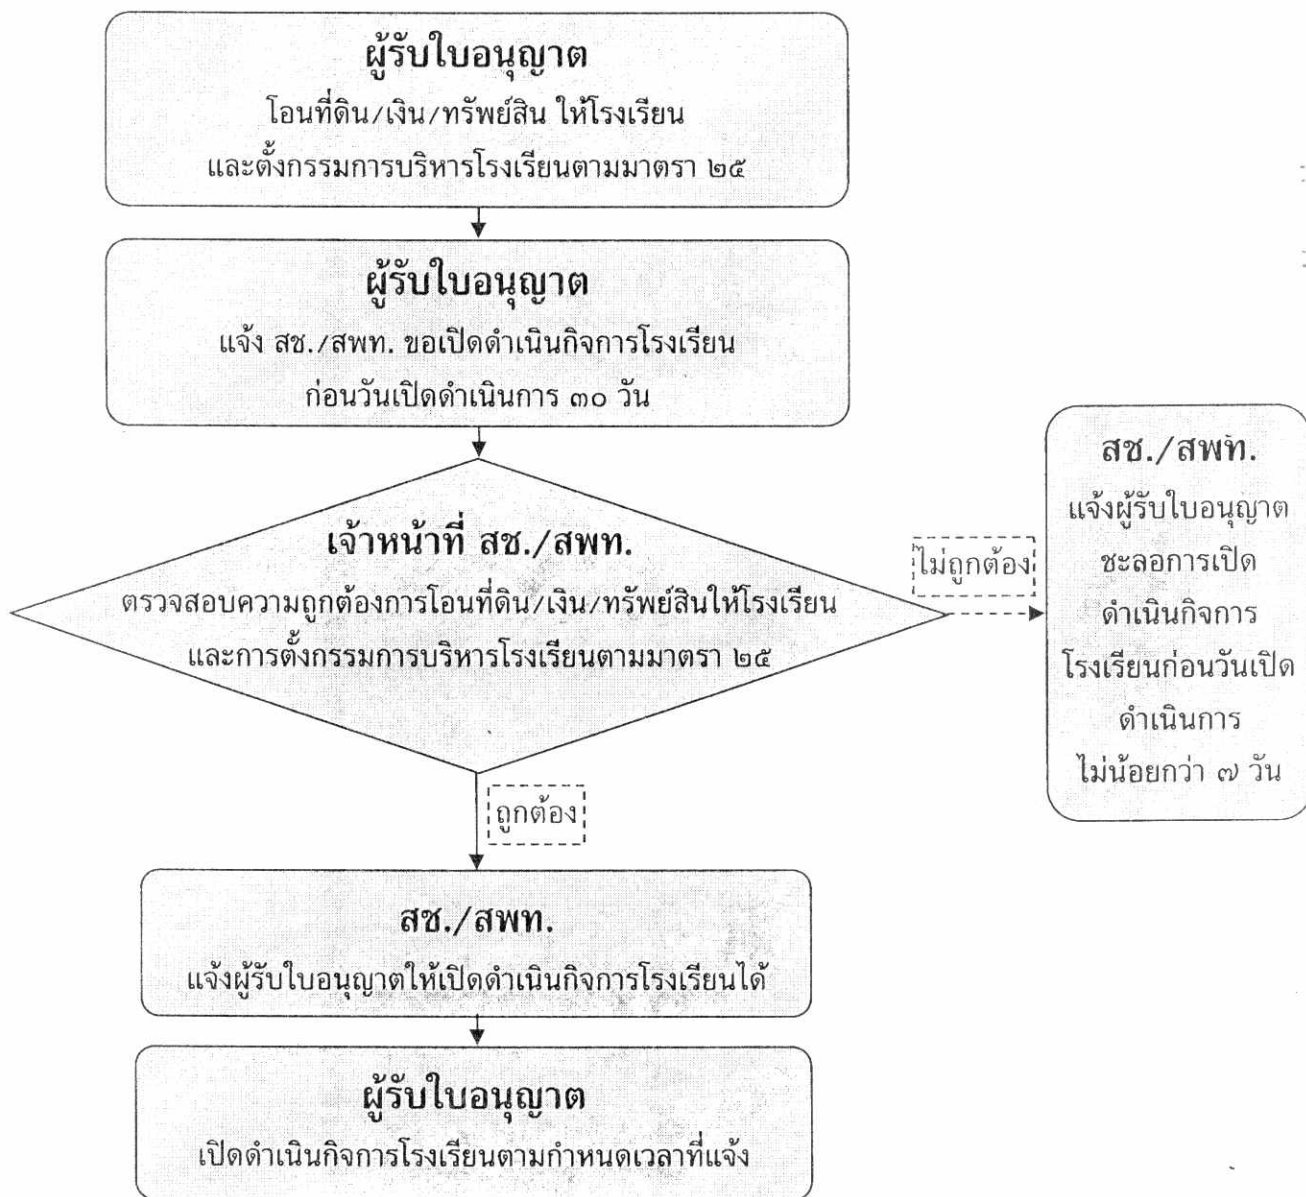 ผู้รับใบอนุญาต
โอนที่ดิน/เงิน/ทรัพย์สิน ให้โรงเรียน
และตั้งกรรมการบริหารโรงเรียนตามมาตรา ๒๕
ผู้รับใบอนุญาต
แจ้ง สช./สพท. ขอเปิดดำเนินกิจการโรงเรียน
ก่อนวันเปิดดำเนินการ ๓๐ วัน
เจ้าหน้าที่ สช./สพท.
ตรวจสอบความถูกต้องการโอนที่ดิน/เงิน/ทรัพย์สินให้โรงเรียน
และการตั้งกรรมการบริหารโรงเรียนตามมาตรา ๒๕
ไม่ถูกต้อง
สช./สพท.
แจ้งผู้รับใบอนุญาต
ชะลอการเปิด
ดำเนินกิจการ
โรงเรียนก่อนวันเปิด
ดำเนินการ
ไม่น้อยกว่า ๗ วัน
ถูกต้อง
สช./สพท.
แจ้งผู้รับใบอนุญาตให้เปิดดำเนินกิจการโรงเรียนได้
ผู้รับใบอนุญาต
เปิดดำเนินกิจการโรงเรียนตามกำหนดเวลาที่แจ้ง